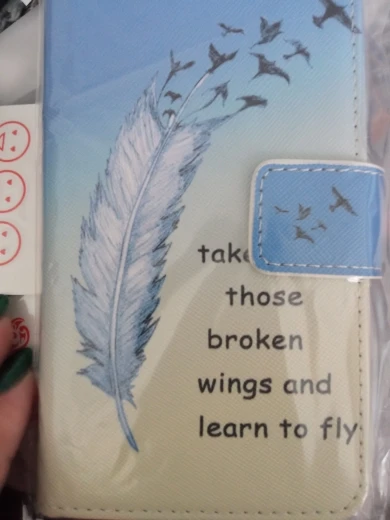 take
those
broken
wings and
learn to fly